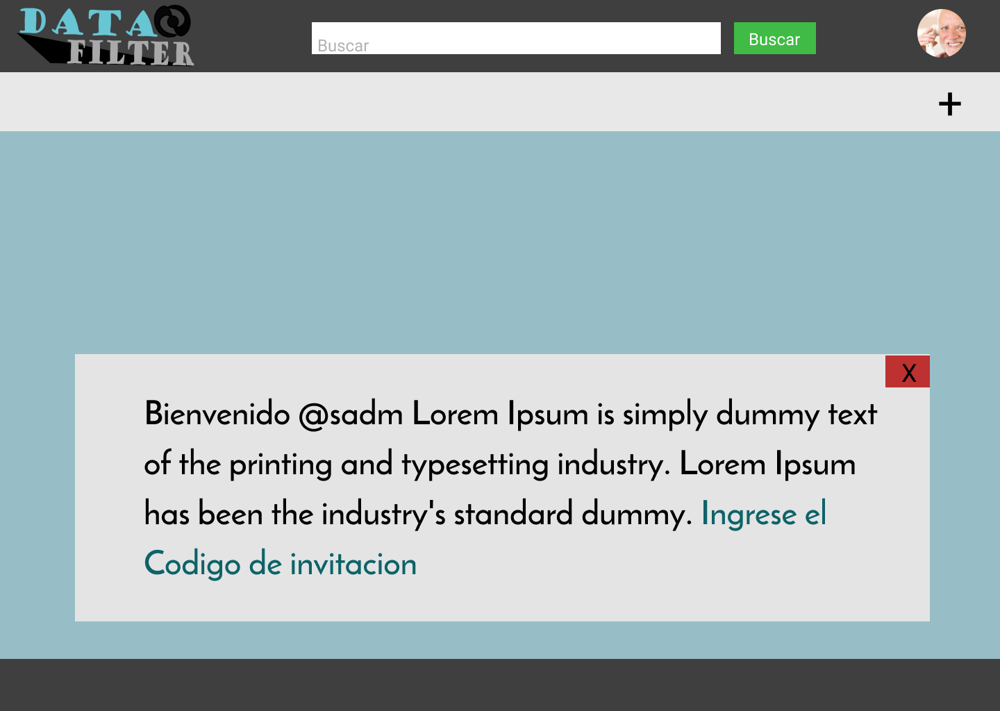 DATA
FILTER
Buscar
Buscar
+
X
Bienvenido @sadm Lorem Ipsum is simply dummy text
of the printing and typesetting industry. Lorem Ipsum
has been the industry's standard dummy. Ingrese el
Codigo de invitacion